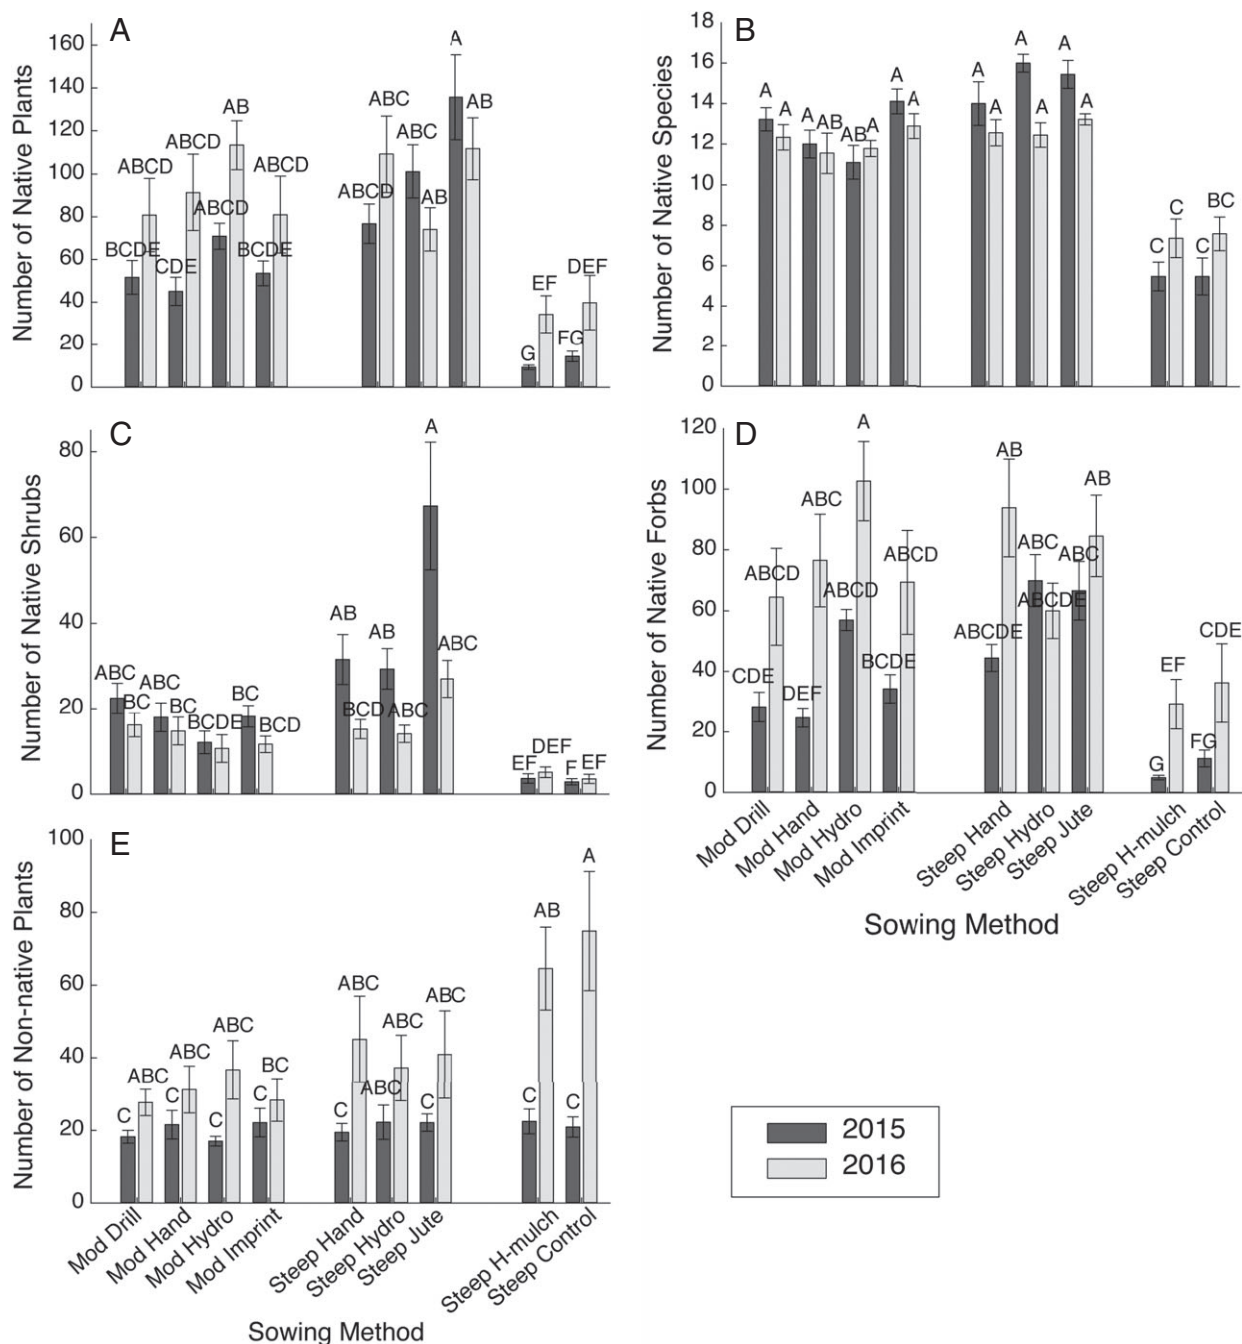 A
Number of Native Plants
160
140
120
100
80
60
40
20
0
BCDE
ABCD
CDE
ABCD
ABCD
AB
BCDE
ABCD
ABCD
ABC
ABC
AB
A
AB
G
EF
FG
DEF
B
Number of Native Species
18
16
14
12
10
8
6
4
2
0
A
A
A
AB
AB
A
A
A
A
A
A
A
A
A
C
C
C
BC
C
Number of Native Shrubs
80
60
40
20
0
ABC
BC
ABC
BC
BCDE
BC
BCD
AB
BCD
AB
ABC
A
ABC
EF
DEF
F
EF
D
Number of Native Forbs
120
100
80
60
40
20
0
CDE
ABCD
DEF
ABC
ABCD
A
BCDE
ABCD
ABCDE
AB
ABC
ABCDE
ABC
AB
G
EF
FG
CDE
Mod Drill
Mod Hand
Mod Hydro
Mod Imprint
Steep Hand
Steep Hydro
Steep Jute
Steep H-mulch
Steep Control
Sowing Method
E
Number of Non-native Plants
100
80
60
40
20
0
C
ABC
C
ABC
C
ABC
C
BC
C
ABC
ABC
ABC
C
ABC
C
AB
C
A
Mod Drill
Mod Hand
Mod Hydro
Mod Imprint
Steep Hand
Steep Hydro
Steep Jute
Steep H-mulch
Steep Control
Sowing Method
2015
2016